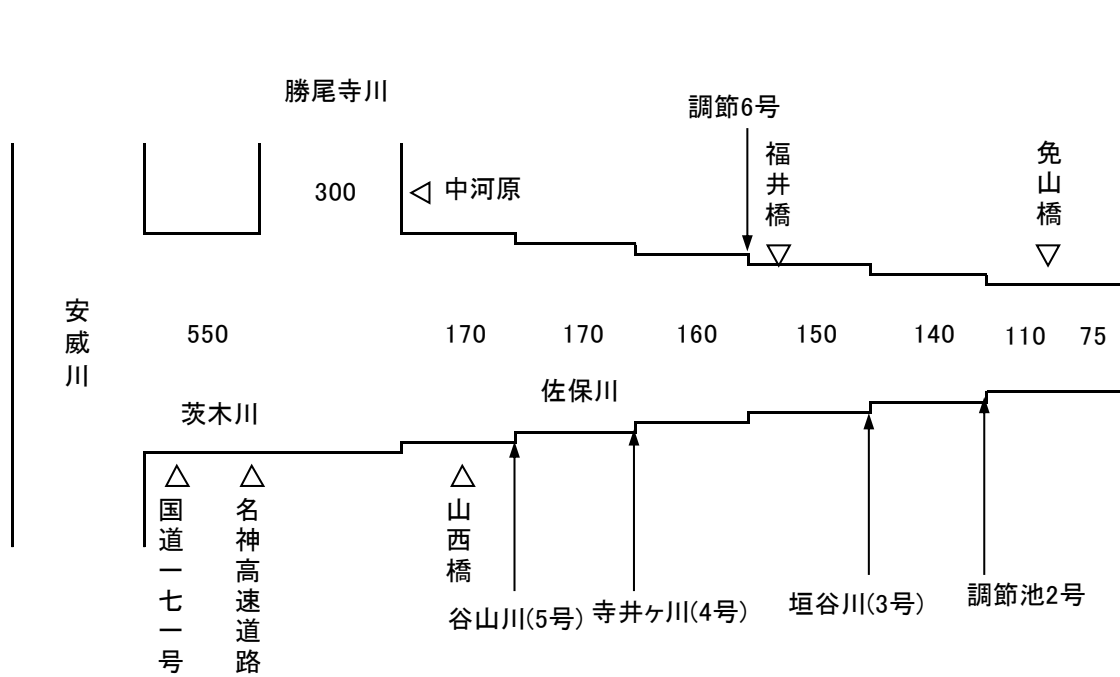 勝尾寺川
調節6号
福井橋
免山橋
300
中河原
安威川
550
170
170
160
150
140
110
75
佐保川
茨木川
国道一七一号
名神高速道路
山西橋
谷山川(5号)
寺井ヶ川(4号)
垣谷川(3号)
調節池2号